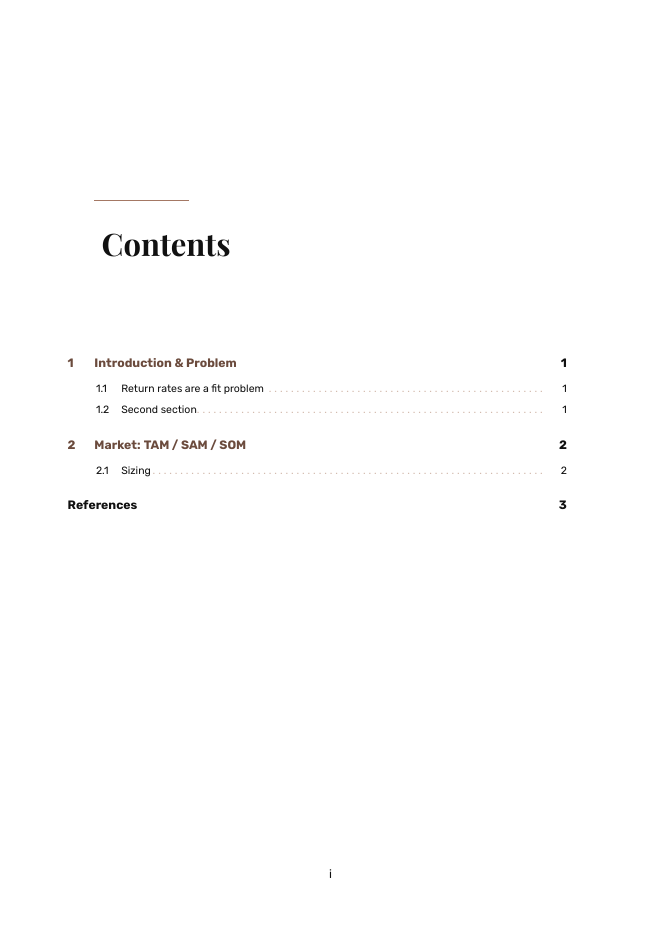 Contents
1 Introduction & Problem 1
1.1 Return rates are a fit problem . . . . . . . . . . . . . . . . . . . . . . . . . . . . . . . . . . . . . . . . . . . . . . . . 1
1.2 Second section . . . . . . . . . . . . . . . . . . . . . . . . . . . . . . . . . . . . . . . . . . . . . . . . . . . . . . . . . . . . 1
2 Market: TAM / SAM / SOM 2
2.1 Sizing . . . . . . . . . . . . . . . . . . . . . . . . . . . . . . . . . . . . . . . . . . . . . . . . . . . . . . . . . . . . . . . . . . . . 2
References 3
i